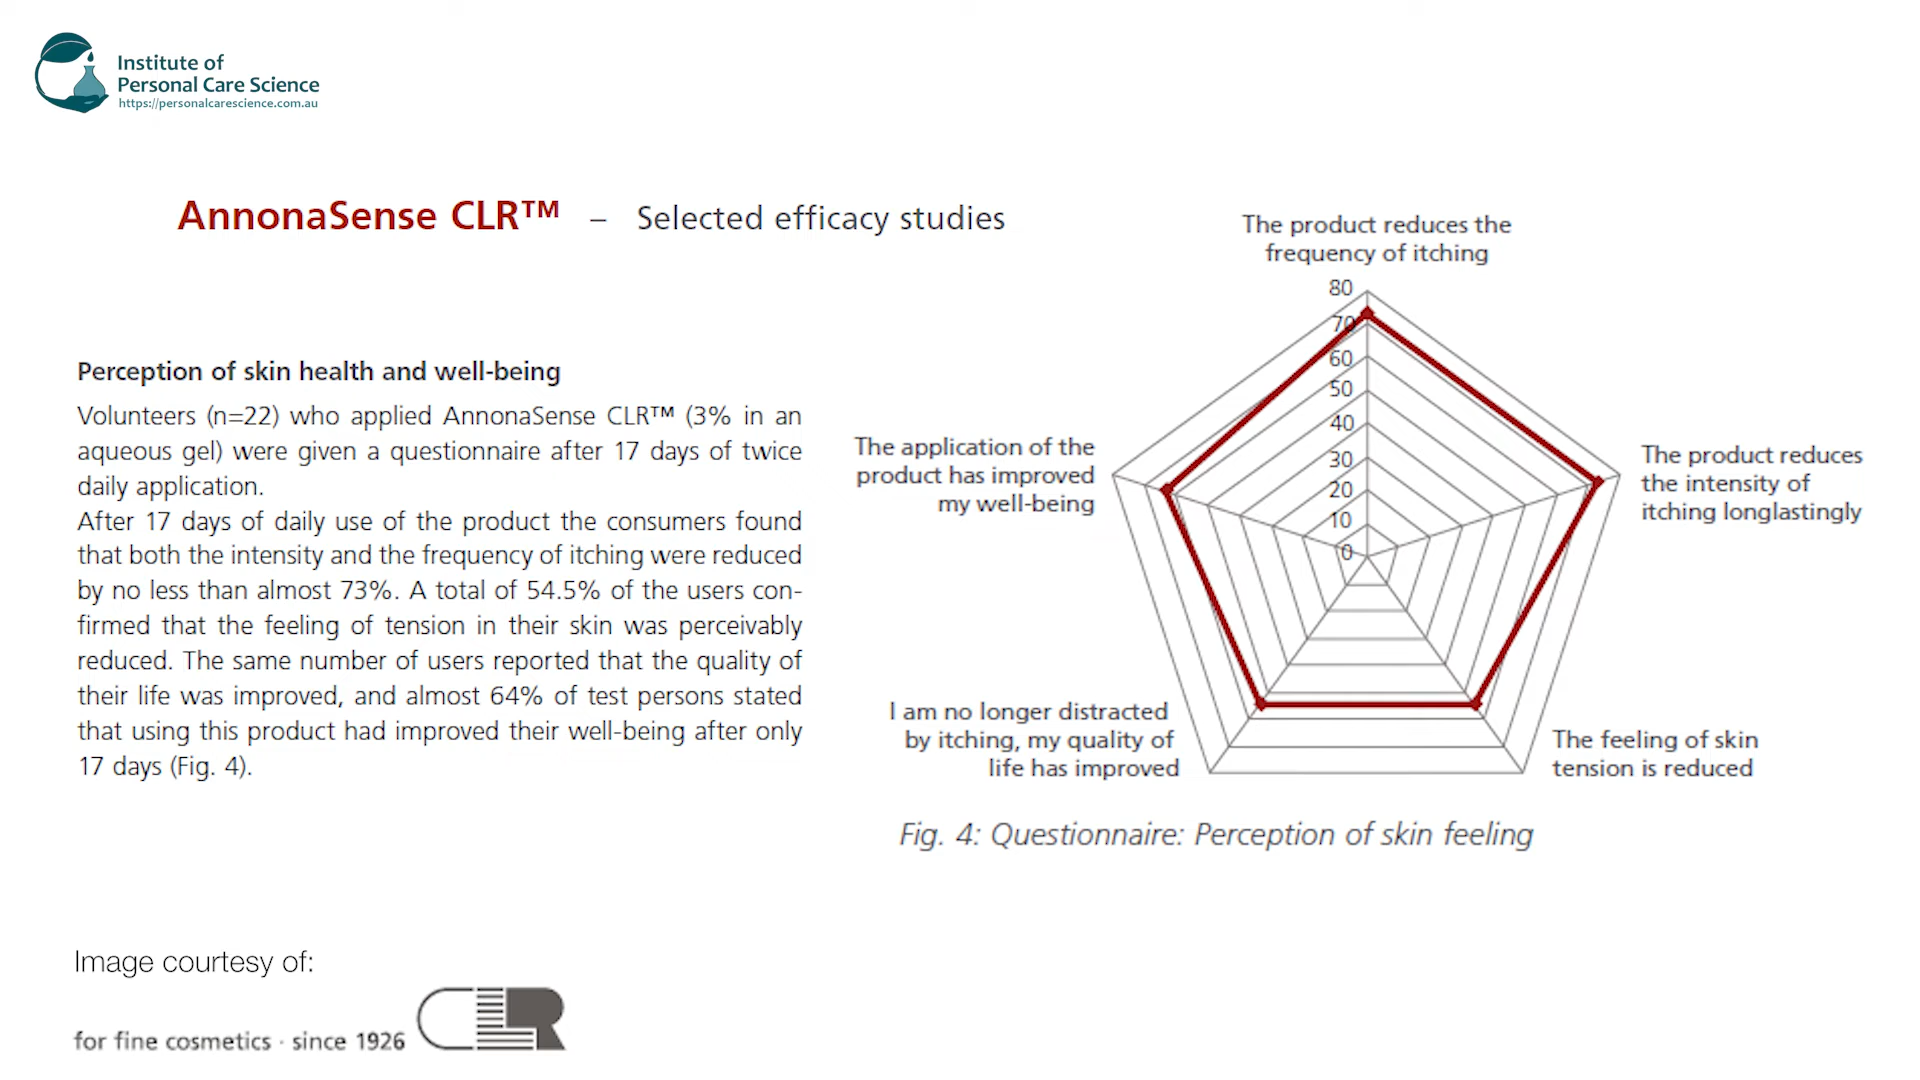 Institute of
Personal Care Science
https://personalcarescience.com.au
AnnonaSense CLR™ – Selected efficacy studies
Perception of skin health and well-being
Volunteers (n=22) who applied AnnonaSense CLR™ (3% in an
aqueous gel) were given a questionnaire after 17 days of twice
daily application.
After 17 days of daily use of the product the consumers found
that both the intensity and the frequency of itching were reduced
by no less than almost 73%. A total of 54.5% of the users con-
firmed that the feeling of tension in their skin was perceivably
reduced. The same number of users reported that the quality of
their life was improved, and almost 64% of test persons stated
that using this product had improved their well-being after only
17 days (Fig. 4).
The product reduces the
frequency of itching
80
70
60
50
40
30
20
10
0
The product reduces
the intensity of
itching longlastingly
The feeling of skin
tension is reduced
I am no longer distracted
by itching, my quality of
life has improved
The application of the
product has improved
my well-being
Fig. 4: Questionnaire: Perception of skin feeling
Image courtesy of:
for fine cosmetics · since 1926
CLR